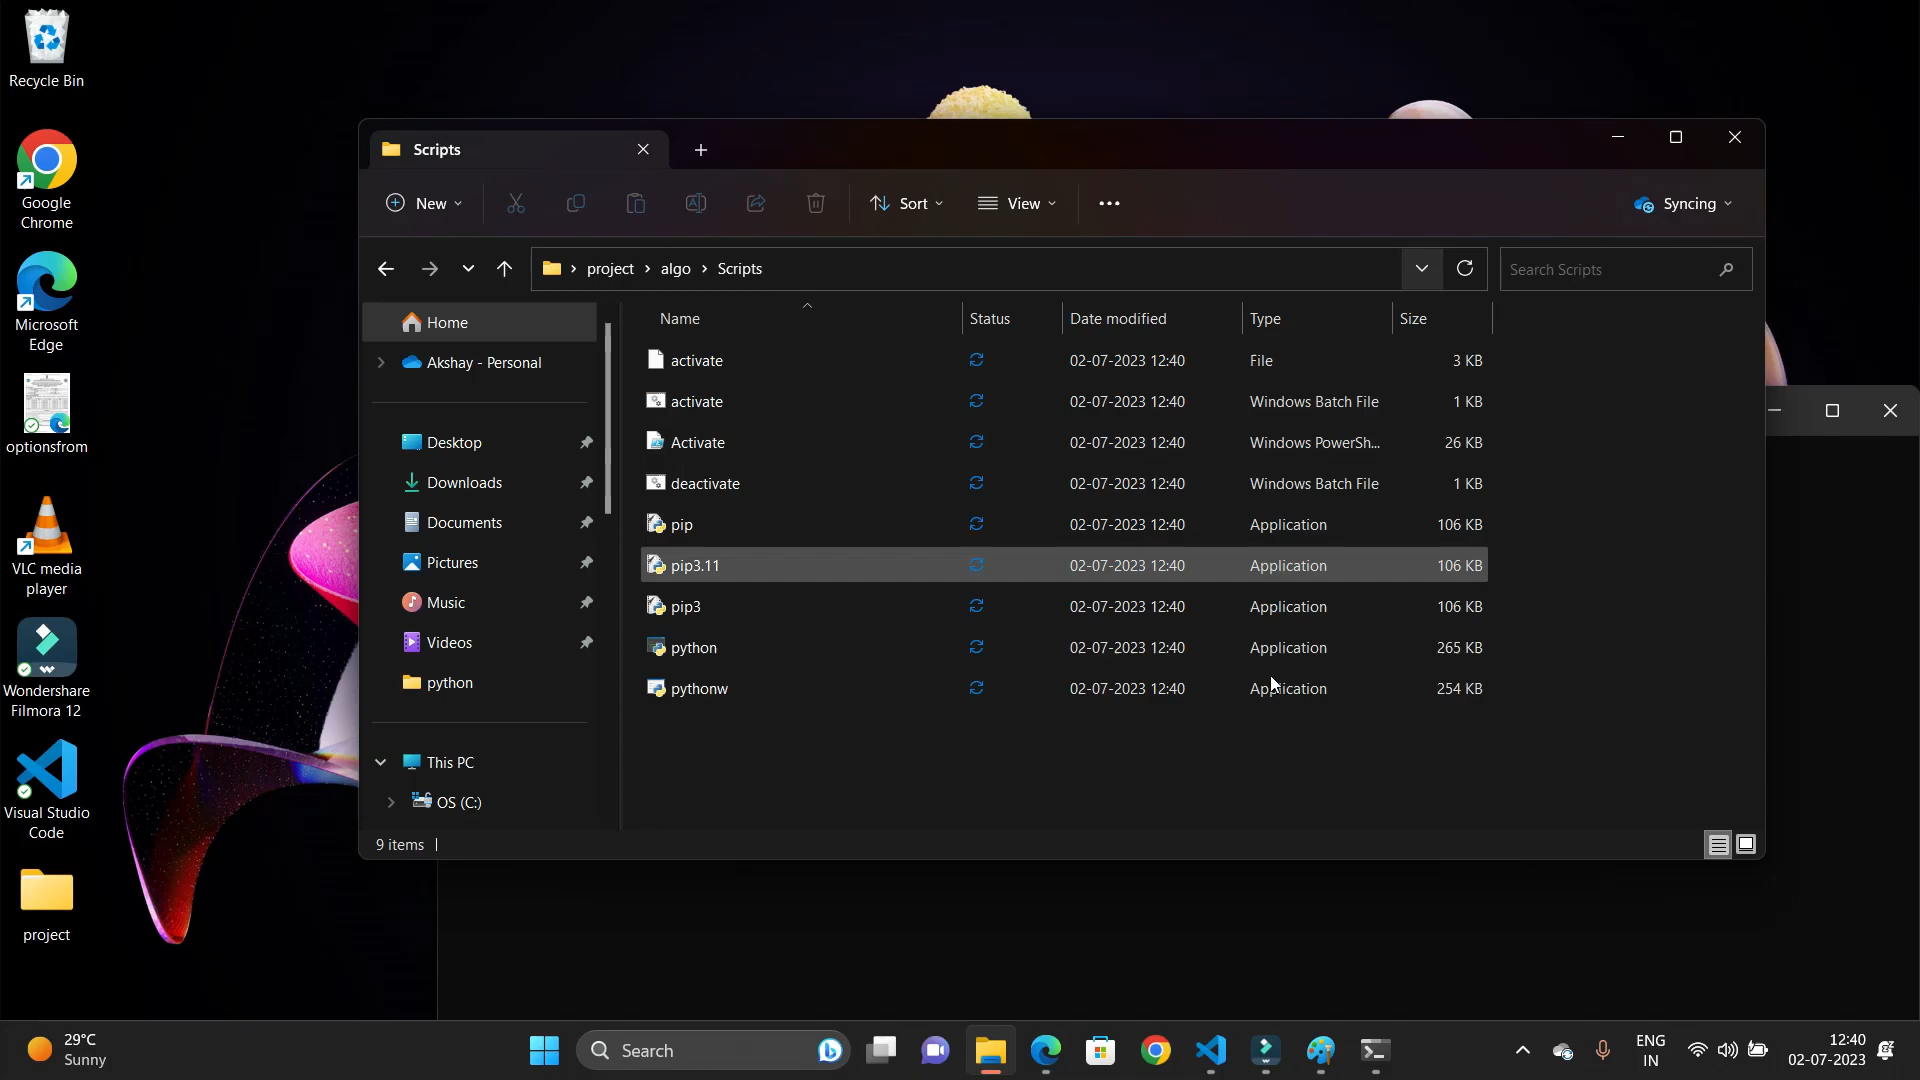 Recycle Bin
Google
Chrome
Microsoft
Edge
optionsfrom
VLC media
player
Wondershare
Filmora 12
Visual Studio
Code
project
Scripts
New
Sort
View
Syncing
project
algo
Scripts
Search Scripts
Home
Akshay - Personal
Desktop
Downloads
Documents
Pictures
Music
Videos
python
This PC
OS (C:)
Name Status Date modified Type Size
activate 02-07-2023 12:40 File 3 KB
activate 02-07-2023 12:40 Windows Batch File 1 KB
Activate 02-07-2023 12:40 Windows PowerSh... 26 KB
deactivate 02-07-2023 12:40 Windows Batch File 1 KB
pip 02-07-2023 12:40 Application 106 KB
pip3.11 02-07-2023 12:40 Application 106 KB
pip3 02-07-2023 12:40 Application 106 KB
python 02-07-2023 12:40 Application 265 KB
pythonw 02-07-2023 12:40 Application 254 KB
9 items
29°C
Sunny
Search
ENG
IN
12:40
02-07-2023